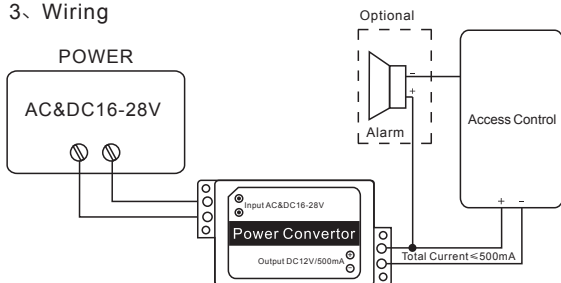 3、Wiring
Optional
POWER
AC&DC16-28V
-
+
Alarm
Access Control
+ -
Input AC&DC16-28V
Power Convertor
Output DC12V/500mA
+
-
Total Current≤500mA